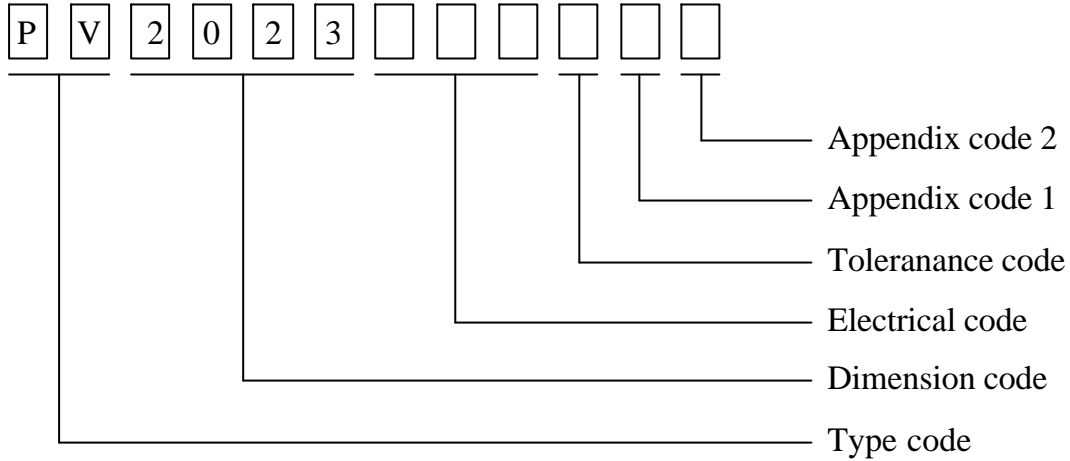 P V 2 0 2 3
Appendix code 2
Appendix code 1
Toleranance code
Electrical code
Dimension code
Type code